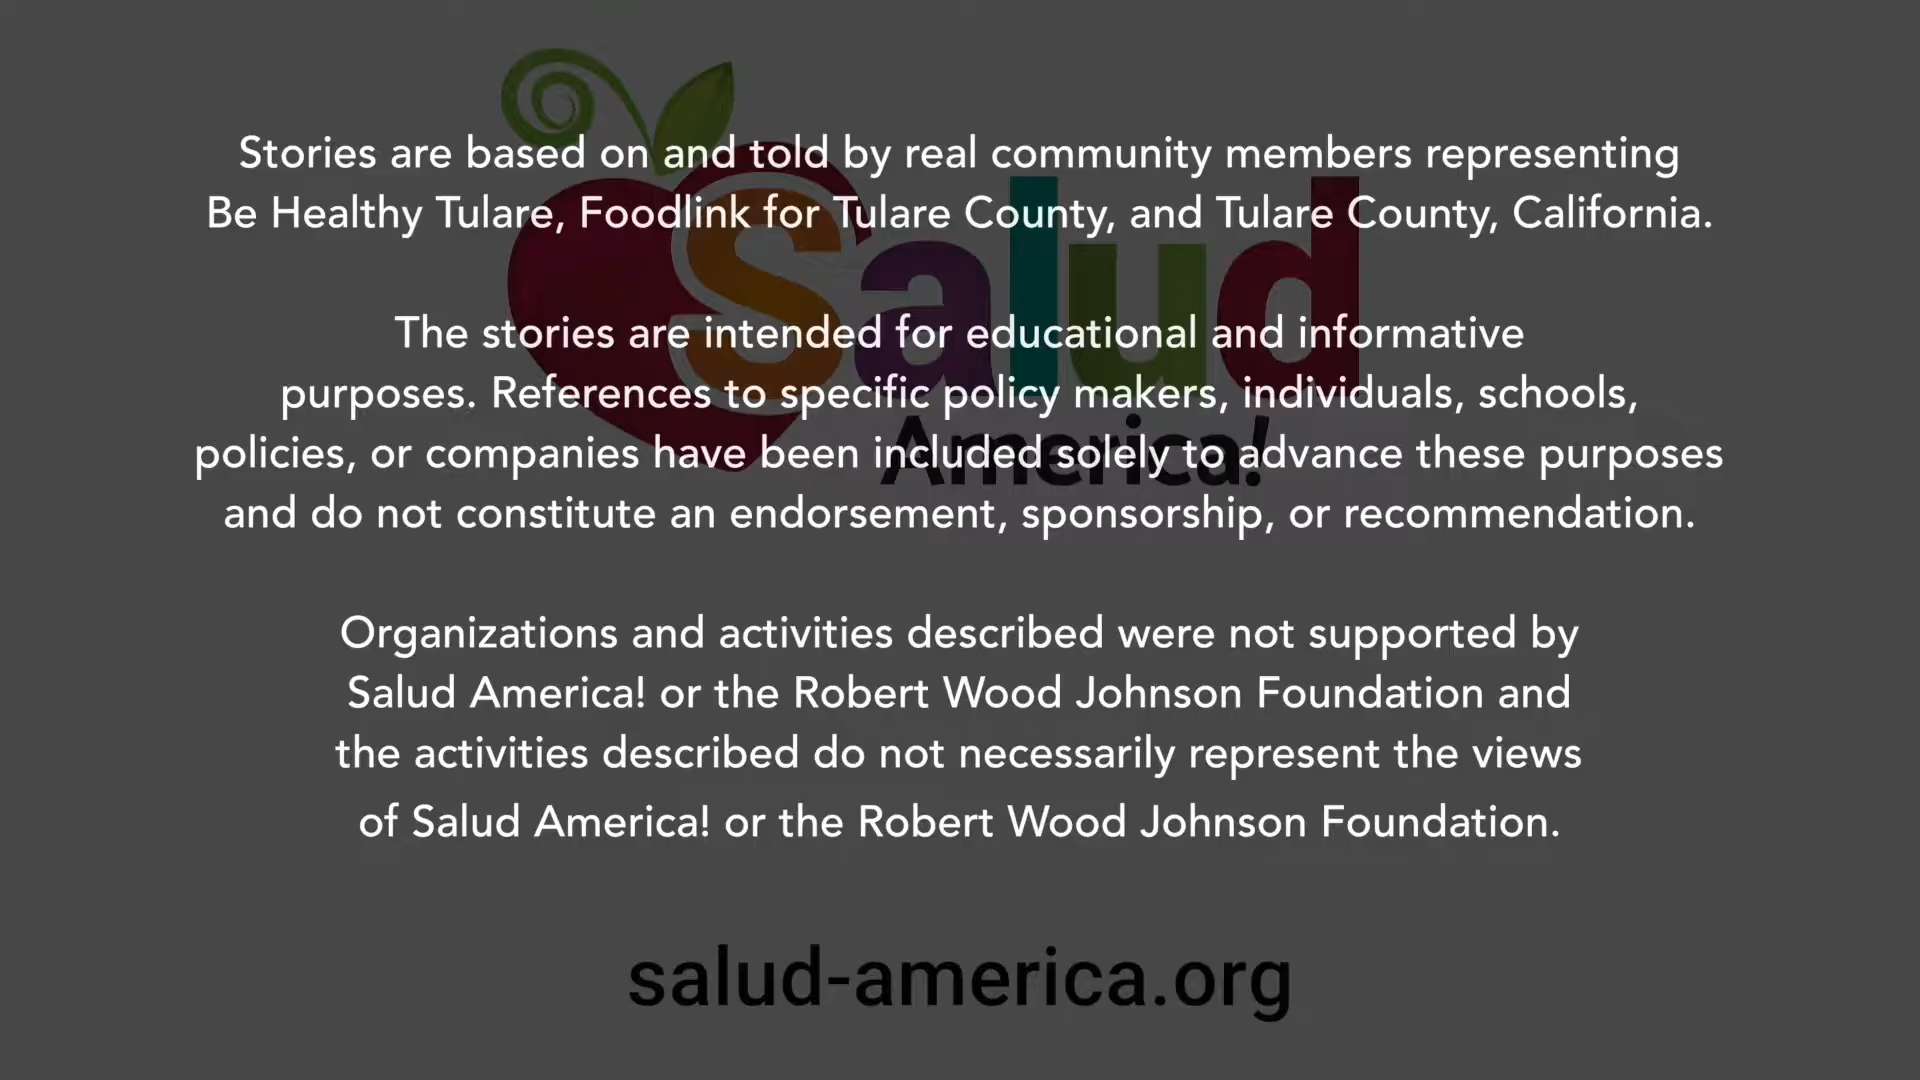 Stories are based on and told by real community members representing
Be Healthy Tulare, Foodlink for Tulare County, and Tulare County, California.
The stories are intended for educational and informative
purposes. References to specific policy makers, individuals, schools,
policies, or companies have been included solely to advance these purposes
and do not constitute an endorsement, sponsorship, or recommendation.
Organizations and activities described were not supported by
Salud America! or the Robert Wood Johnson Foundation and
the activities described do not necessarily represent the views
of Salud America! or the Robert Wood Johnson Foundation.
Salud
America!
salud-america.org